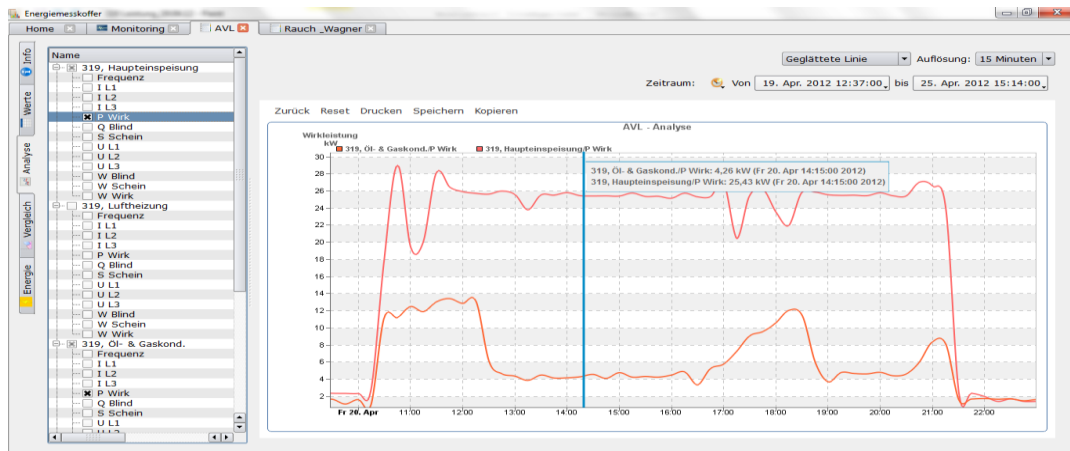 Energiemesskoffer
Home
Monitoring
AVL
Rauch _Wagner
Info
Werte
Analyse
Vergleich
Energie
Name
319, Haupteinspeisung
Frequenz
I L1
I L2
I L3
P Wirk
Q Blind
S Schein
U L1
U L2
U L3
W Blind
W Schein
W Wirk
319, Luftheizung
Frequenz
I L1
I L2
I L3
P Wirk
Q Blind
S Schein
U L1
U L2
U L3
W Blind
W Schein
W Wirk
319, Öl- & Gaskond.
Frequenz
I L1
I L2
I L3
P Wirk
Q Blind
S Schein
U L1
Geglättete Linie Auflösung: 15 Minuten
Zeitraum: Von 19. Apr. 2012 12:37:00 bis 25. Apr. 2012 15:14:00
Zurück Reset Drucken Speichern Kopieren
AVL - Analyse
Wirkleistung
kW
319, Öl- & Gaskond./P Wirk 319, Haupteinspeisung/P Wirk
319, Öl- & Gaskond./P Wirk: 4,26 kW (Fr 20. Apr 14:15:00 2012)
319, Haupteinspeisung/P Wirk: 25,43 kW (Fr 20. Apr 14:15:00 2012)
30
28
26
24
22
20
18
16
14
12
10
8
6
4
2
Fr 20. Apr 11:00 12:00 13:00 14:00 15:00 16:00 17:00 18:00 19:00 20:00 21:00 22:00